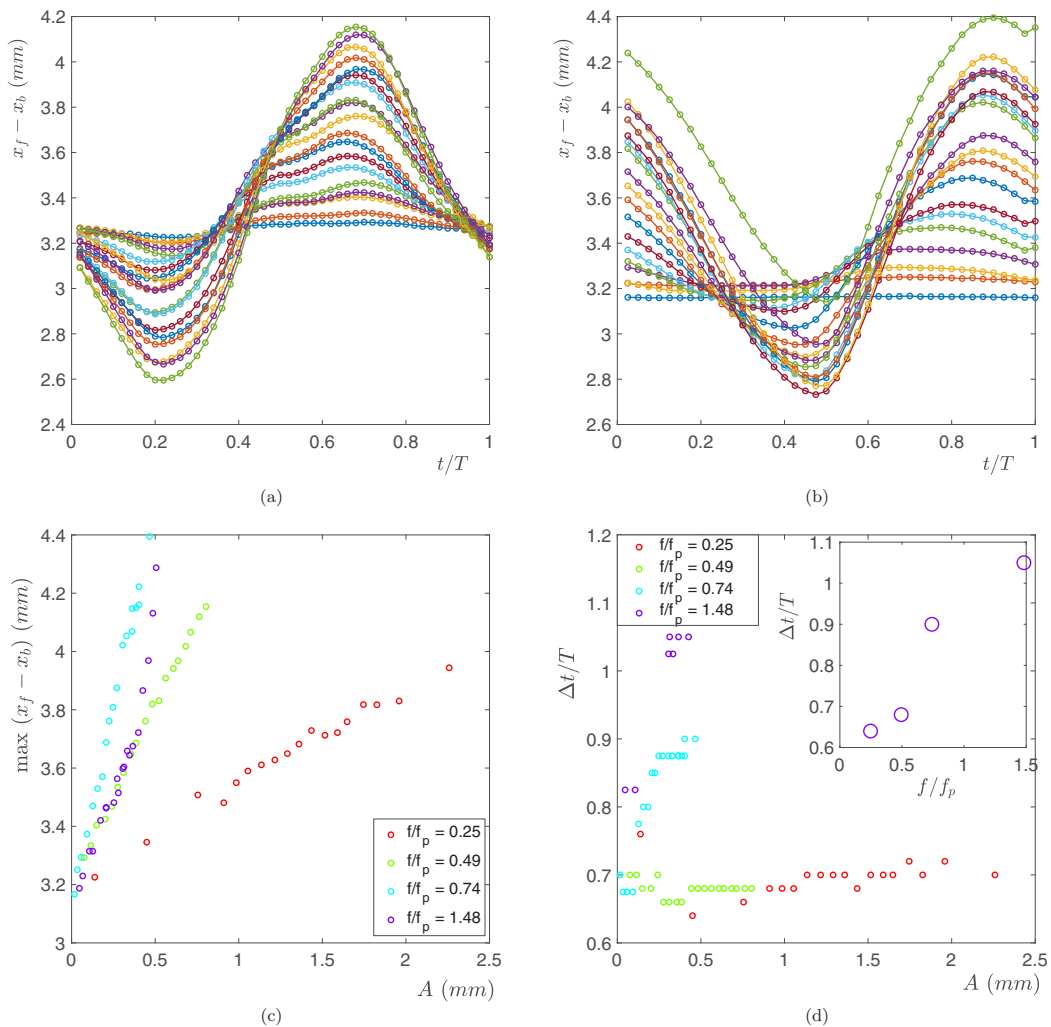 4.2
4
3.8
3.6
3.4
3.2
3
2.8
2.6
2.4
x_f − x_b (mm)
0 0.2 0.4 0.6 0.8 1
t/T
(a)
4.4
4.2
4
3.8
3.6
3.4
3.2
3
2.8
2.6
x_f − x_b (mm)
0 0.2 0.4 0.6 0.8 1
t/T
(b)
4.4
4.2
4
3.8
3.6
3.4
3.2
3
max (x_f − x_b) (mm)
f/f_p = 0.25
f/f_p = 0.49
f/f_p = 0.74
f/f_p = 1.48
0 0.5 1 1.5 2 2.5
A (mm)
(c)
1.2
1.1
1
0.9
0.8
0.7
0.6
Δt/T
f/f_p = 0.25
f/f_p = 0.49
f/f_p = 0.74
f/f_p = 1.48
1.1
1
0.9
0.8
0.7
0.6
Δt/T
0 0.5 1 1.5
f/f_p
0 0.5 1 1.5 2 2.5
A (mm)
(d)